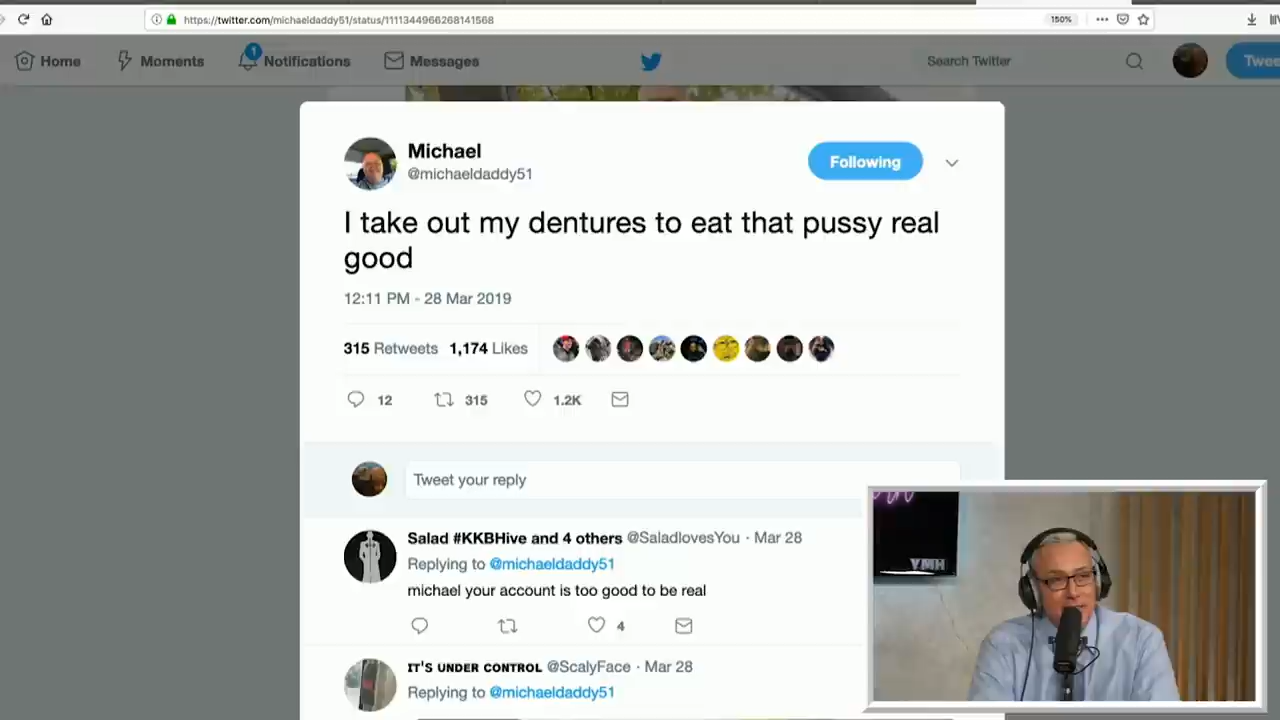 https://twitter.com/michaeldaddy51/status/1111344966268141568
150%
Home
Moments
1
Notifications
Messages
Search Twitter
Michael
@michaeldaddy51
Following
I take out my dentures to eat that pussy real
good
12:11 PM - 28 Mar 2019
315 Retweets 1,174 Likes
12 315 1.2K
Tweet your reply
Salad #KKBHive and 4 others @SaladlovesYou · Mar 28
Replying to @michaeldaddy51
michael your account is too good to be real
4
IT'S UNDER CONTROL @ScalyFace · Mar 28
Replying to @michaeldaddy51
YMH